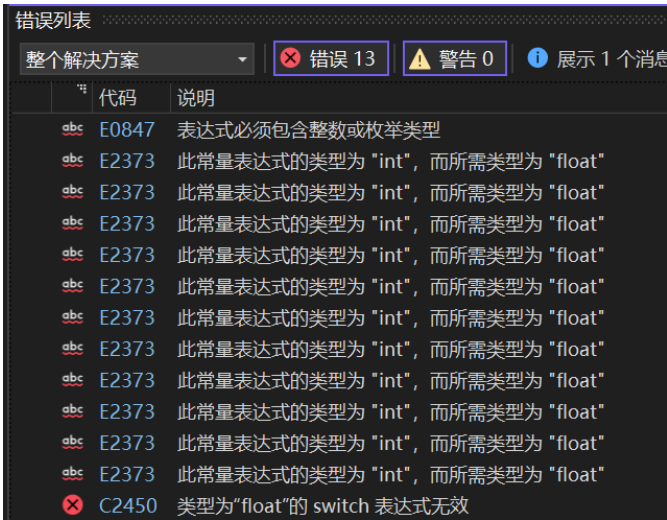 错误列表
整个解决方案 错误 13 警告 0 展示 1 个消息
代码 说明
abc E0847 表达式必须包含整数或枚举类型
abc E2373 此常量表达式的类型为 "int"，而所需类型为 "float"
abc E2373 此常量表达式的类型为 "int"，而所需类型为 "float"
abc E2373 此常量表达式的类型为 "int"，而所需类型为 "float"
abc E2373 此常量表达式的类型为 "int"，而所需类型为 "float"
abc E2373 此常量表达式的类型为 "int"，而所需类型为 "float"
abc E2373 此常量表达式的类型为 "int"，而所需类型为 "float"
abc E2373 此常量表达式的类型为 "int"，而所需类型为 "float"
abc E2373 此常量表达式的类型为 "int"，而所需类型为 "float"
abc E2373 此常量表达式的类型为 "int"，而所需类型为 "float"
abc E2373 此常量表达式的类型为 "int"，而所需类型为 "float"
abc E2373 此常量表达式的类型为 "int"，而所需类型为 "float"
C2450 类型为“float”的 switch 表达式无效